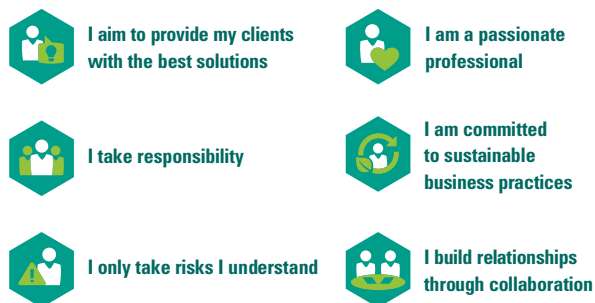 I aim to provide my clients
with the best solutions
I am a passionate
professional
I take responsibility
I am committed
to sustainable
business practices
I only take risks I understand
I build relationships
through collaboration